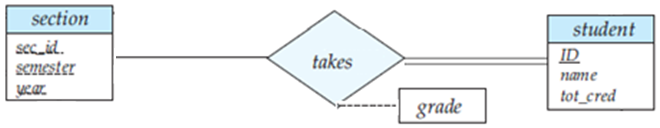 section
sec_id
semester
year
takes
grade
student
ID
name
tot_cred